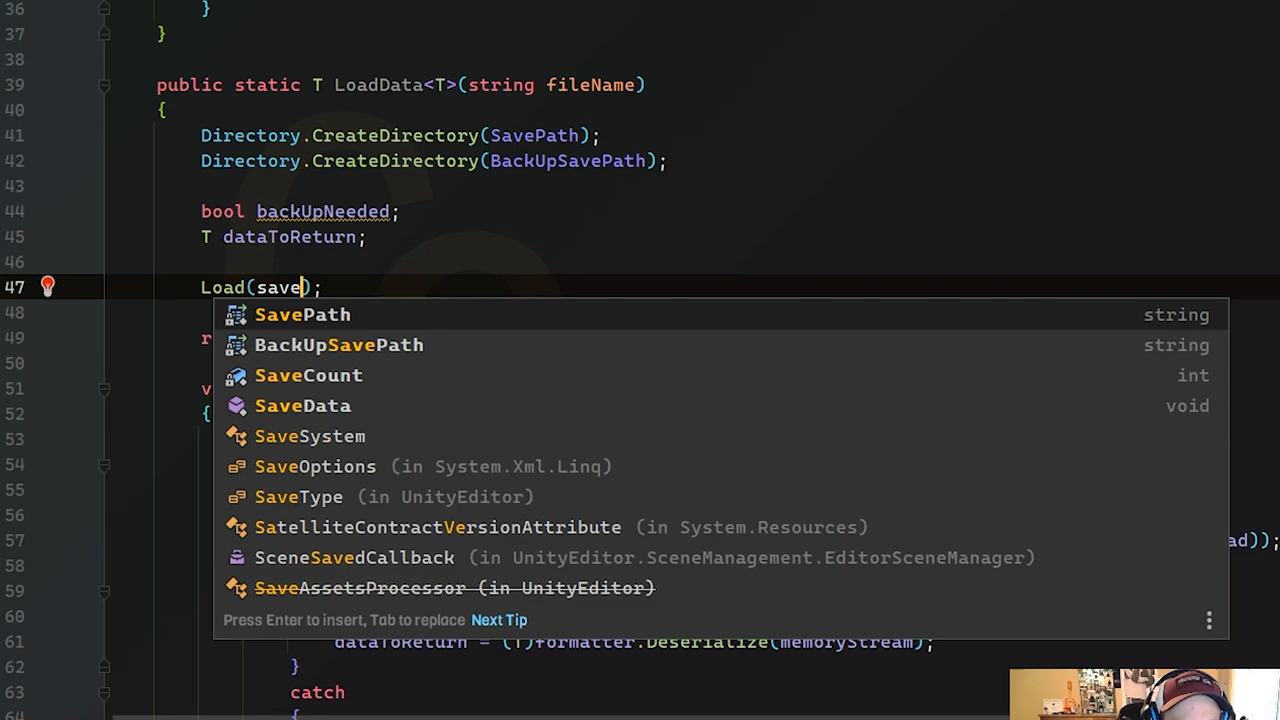 36 }
37 }
38
39 public static T LoadData<T>(string fileName)
40 {
41 Directory.CreateDirectory(SavePath);
42 Directory.CreateDirectory(BackUpSavePath);
43
44 bool backUpNeeded;
45 T dataToReturn;
46
47 Load(save);
48
SavePath string
49 r
BackUpSavePath string
50
SaveCount int
51 v
SaveData void
52 {
53 SaveSystem
54 SaveOptions (in System.Xml.Linq)
55
SaveType (in UnityEditor)
56
SatelliteContractVersionAttribute (in System.Resources)
57 ad));
58 SceneSavedCallback (in UnityEditor.SceneManagement.EditorSceneManager)
59 SaveAssetsProcessor (in UnityEditor)
60 Press Enter to insert, Tab to replace Next Tip
61 dataToReturn = (T)formatter.Deserialize(memoryStream);
62 }
63 catch
64 {